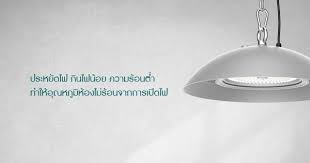 ประหยัดไฟ กินไฟน้อย ความร้อนต่ำ
ทำให้อุณหภูมิห้องไม่ร้อนจากการเปิดไฟ